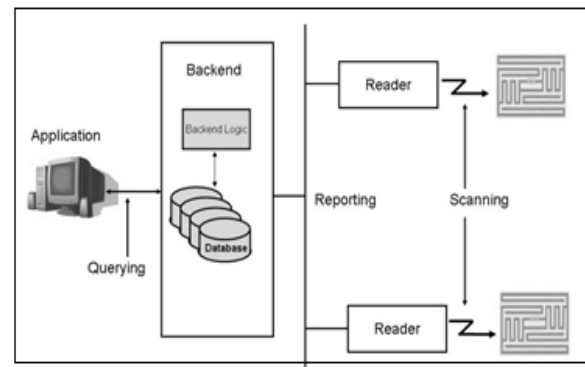 Backend
Reader
Application
Backend Logic
Reporting
Scanning
Database
Querying
Reader